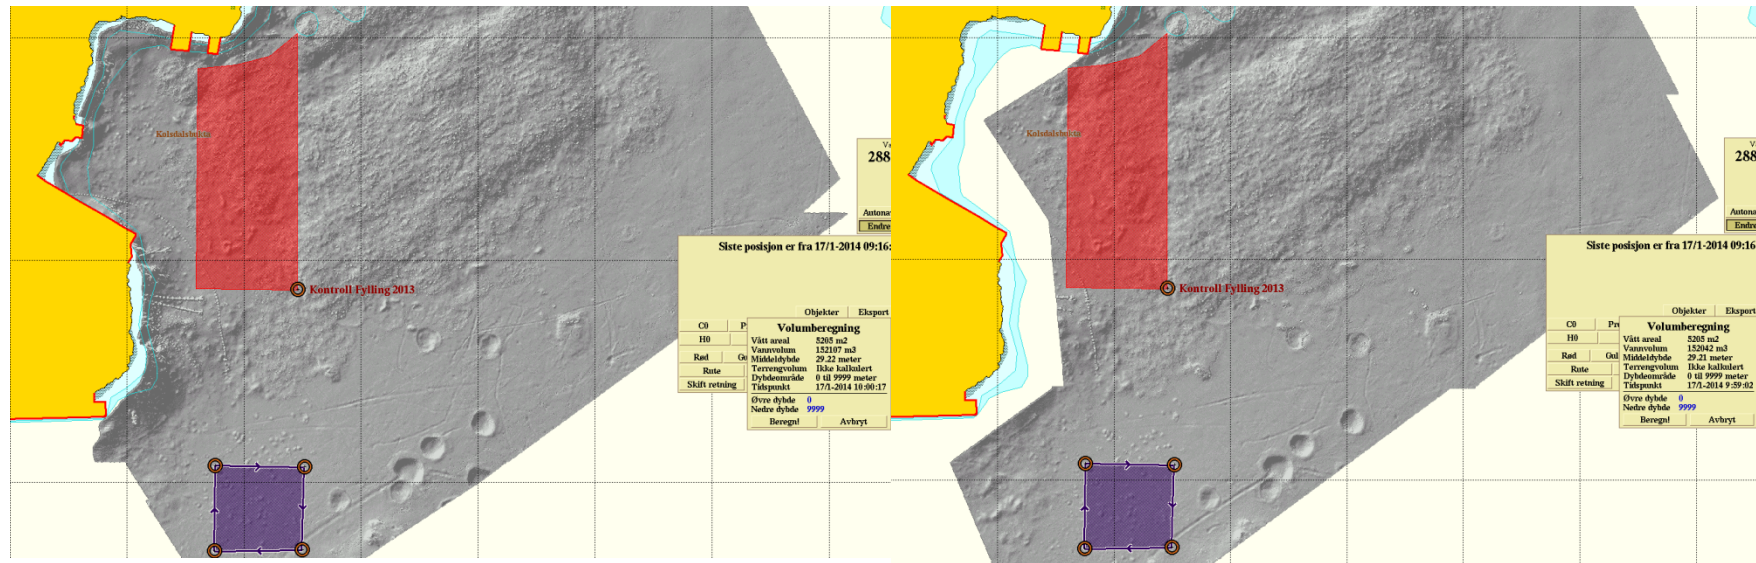 Kalsdalsbukta
V
288
Autona
Endre
Siste posisjon er fra 17/1-2014 09:16:
Kontroll Fylling 2013
Objekter Eksport
C0 P
H0
Rød Gu
Rute
Skift retning
Volumberegning
Vått areal 5205 m2
Vannvolum 152107 m3
Middeldybde 29.22 meter
Terrengvolum Ikke kalkulert
Dybdeområde 0 til 9999 meter
Tidspunkt 17/1-2014 10:00:17
Øvre dybde 0
Nedre dybde 9999
Beregn! Avbryt
Kalsdalsbukta
V
288
Autona
Endre
Siste posisjon er fra 17/1-2014 09:16
Kontroll Fylling 2013
Objekter Eksport
C0 Pr
H0
Rød Gul
Rute
Skift retning
Volumberegning
Vått areal 5205 m2
Vannvolum 152042 m3
Middeldybde 29.21 meter
Terrengvolum Ikke kalkulert
Dybdeområde 0 til 9999 meter
Tidspunkt 17/1-2014 9:59:02
Øvre dybde 0
Nedre dybde 9999
Beregn! Avbryt